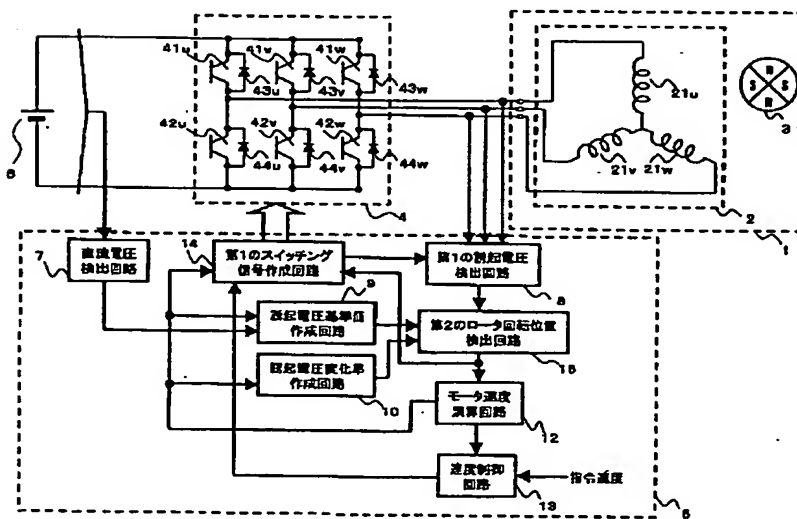 41u
41v
41w
43u
43v
43w
42u
42v
42w
44u
44v
44w
4
6
21u
21v
21w
N
S
S
N
3
2
1
7
直流電圧
検出回路
14
第1のスイッチング
信号作成回路
第1の誘起電圧
検出回路
8
9
誘起電圧基準値
作成回路
第2のロータ回転位置
検出回路
15
誘起電圧変化率
作成回路
10
モータ速度
演算回路
12
速度制御
回路
13
指令速度
5